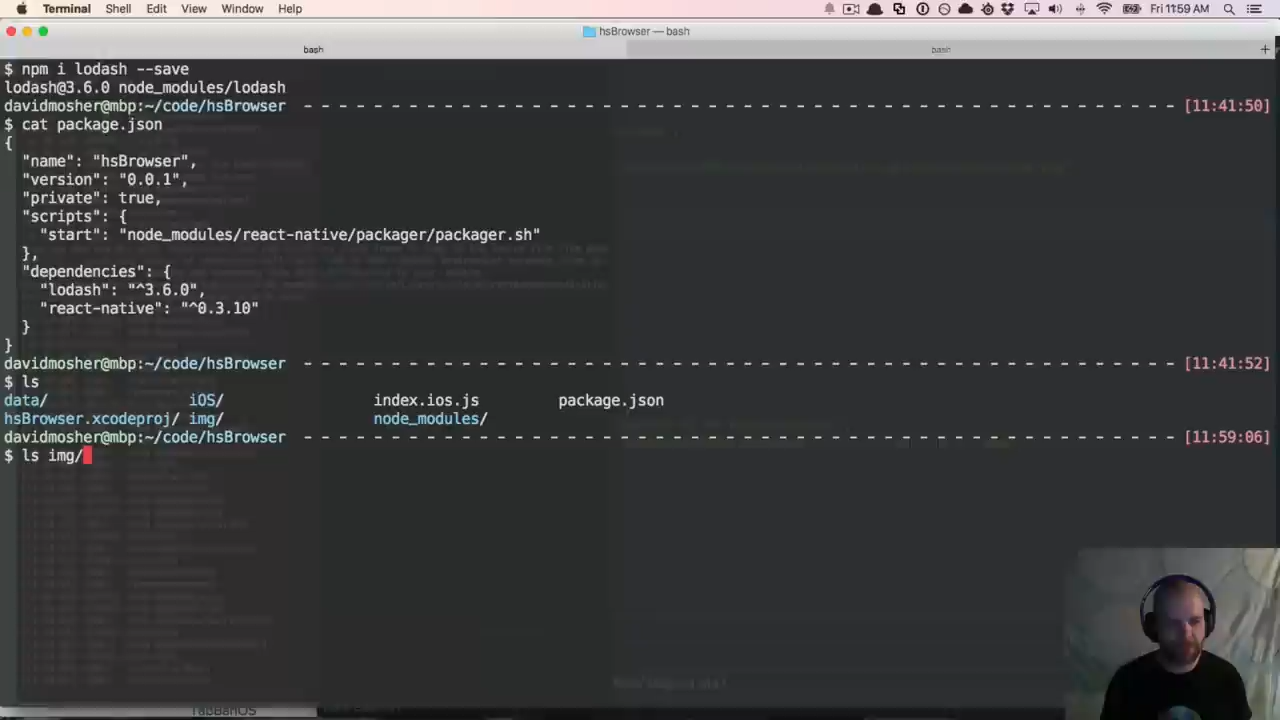 Terminal Shell Edit View Window Help Fri 11:59 AM
hsBrowser — bash
bash bash +
$ npm i lodash --save
lodash@3.6.0 node_modules/lodash
davidmosher@mbp:~/code/hsBrowser [11:41:50]
$ cat package.json
{
"name": "hsBrowser",
"version": "0.0.1",
"private": true,
"scripts": {
"start": "node_modules/react-native/packager/packager.sh"
},
"dependencies": {
"lodash": "^3.6.0",
"react-native": "^0.3.10"
}
}
davidmosher@mbp:~/code/hsBrowser [11:41:52]
$ ls
data/ iOS/ index.ios.js package.json
hsBrowser.xcodeproj/ img/ node_modules/
davidmosher@mbp:~/code/hsBrowser [11:59:06]
$ ls img/
TabBarIOS